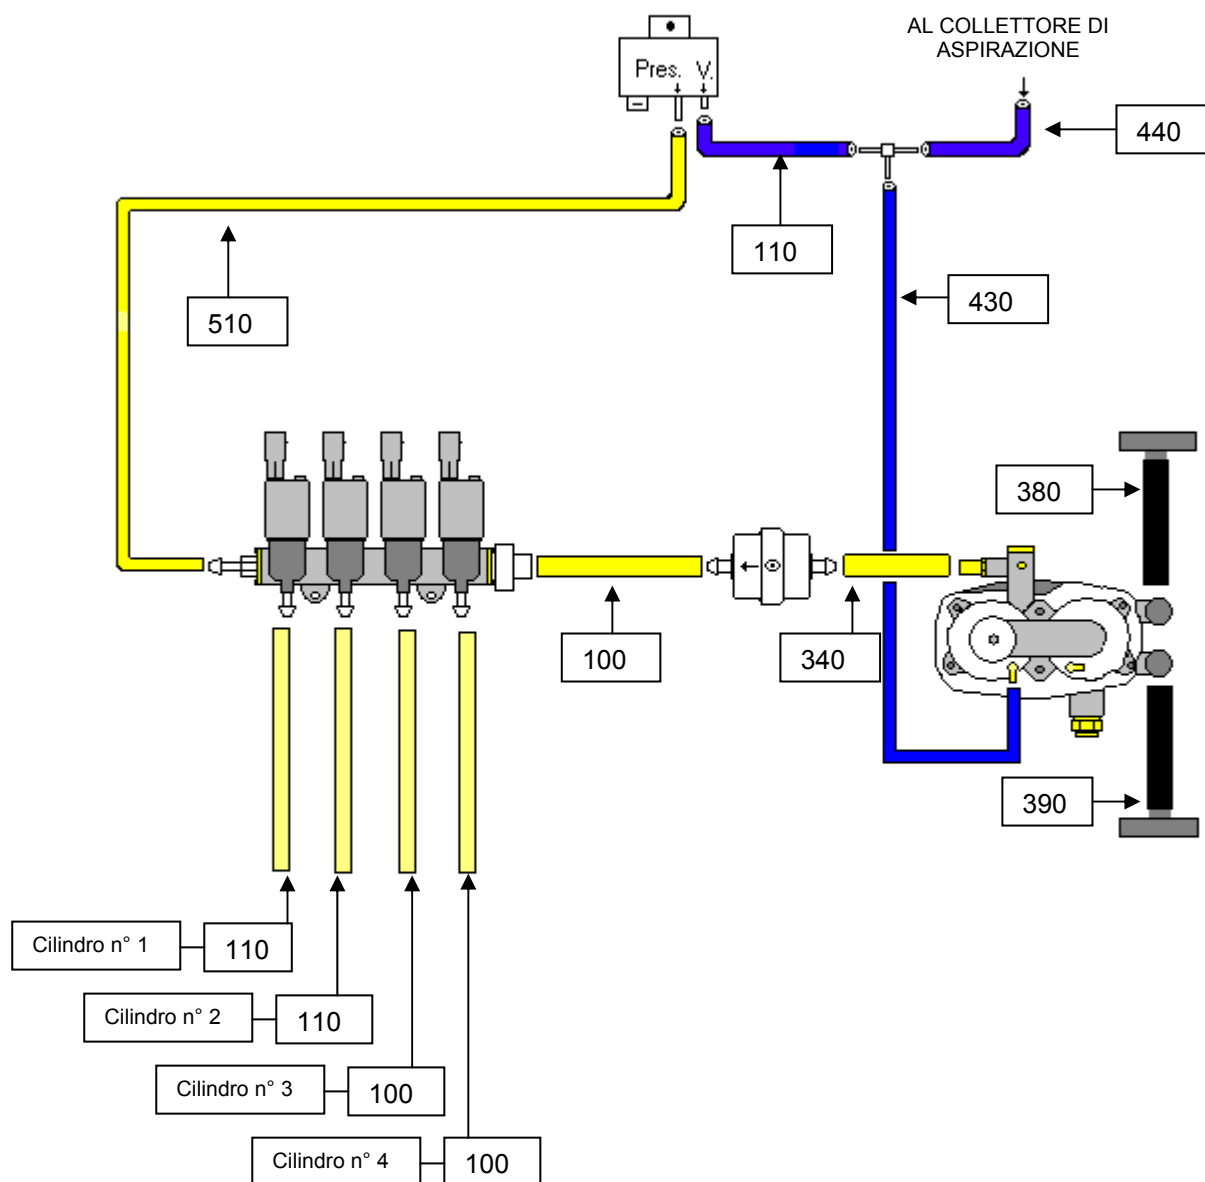 AL COLLETTORE DI
ASPIRAZIONE
Pres. V.
440
110
430
510
380
100
340
390
Cilindro n° 1
110
Cilindro n° 2
110
Cilindro n° 3
100
Cilindro n° 4
100